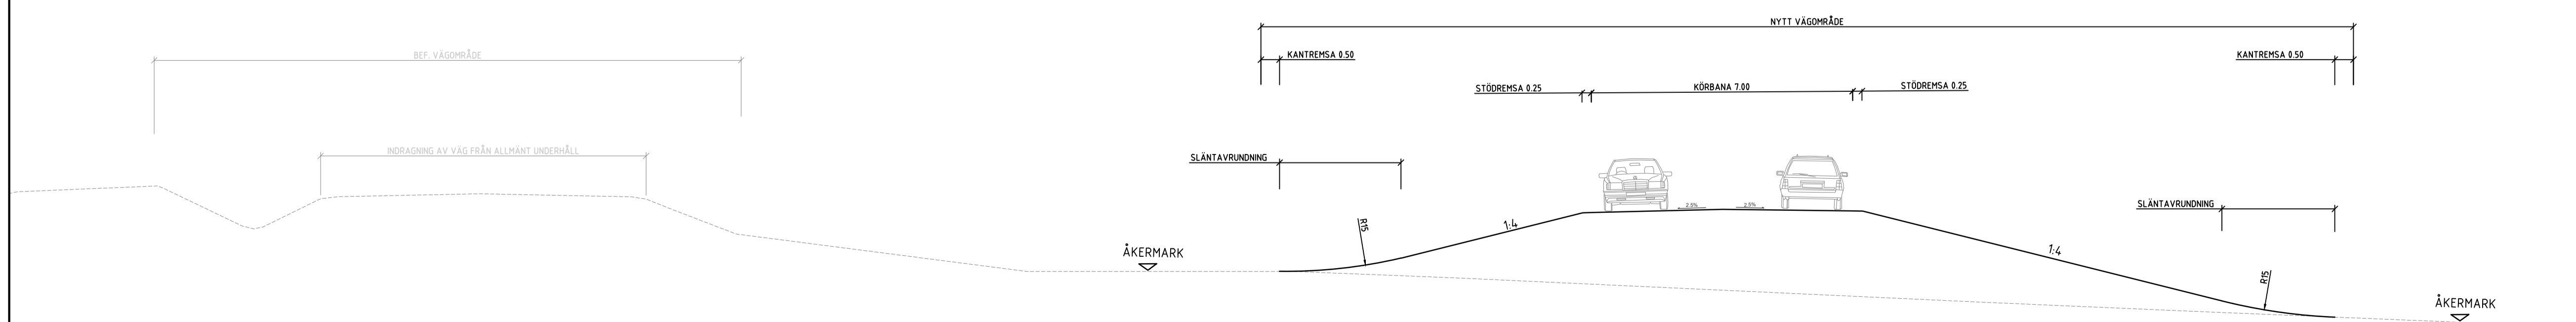 NYTT VÄGOMRÅDE
BEF. VÄGOMRÅDE
KANTREMSA 0.50
KANTREMSA 0.50
STÖDREMSA 0.25
KÖRBANA 7.00
STÖDREMSA 0.25
INDRAGNING AV VÄG FRÅN ALLMÄNT UNDERHÅLL
SLÄNTAVRUNDNING
2.5%
2.5%
SLÄNTAVRUNDNING
R15
1:4
1:4
ÅKERMARK
R15
ÅKERMARK